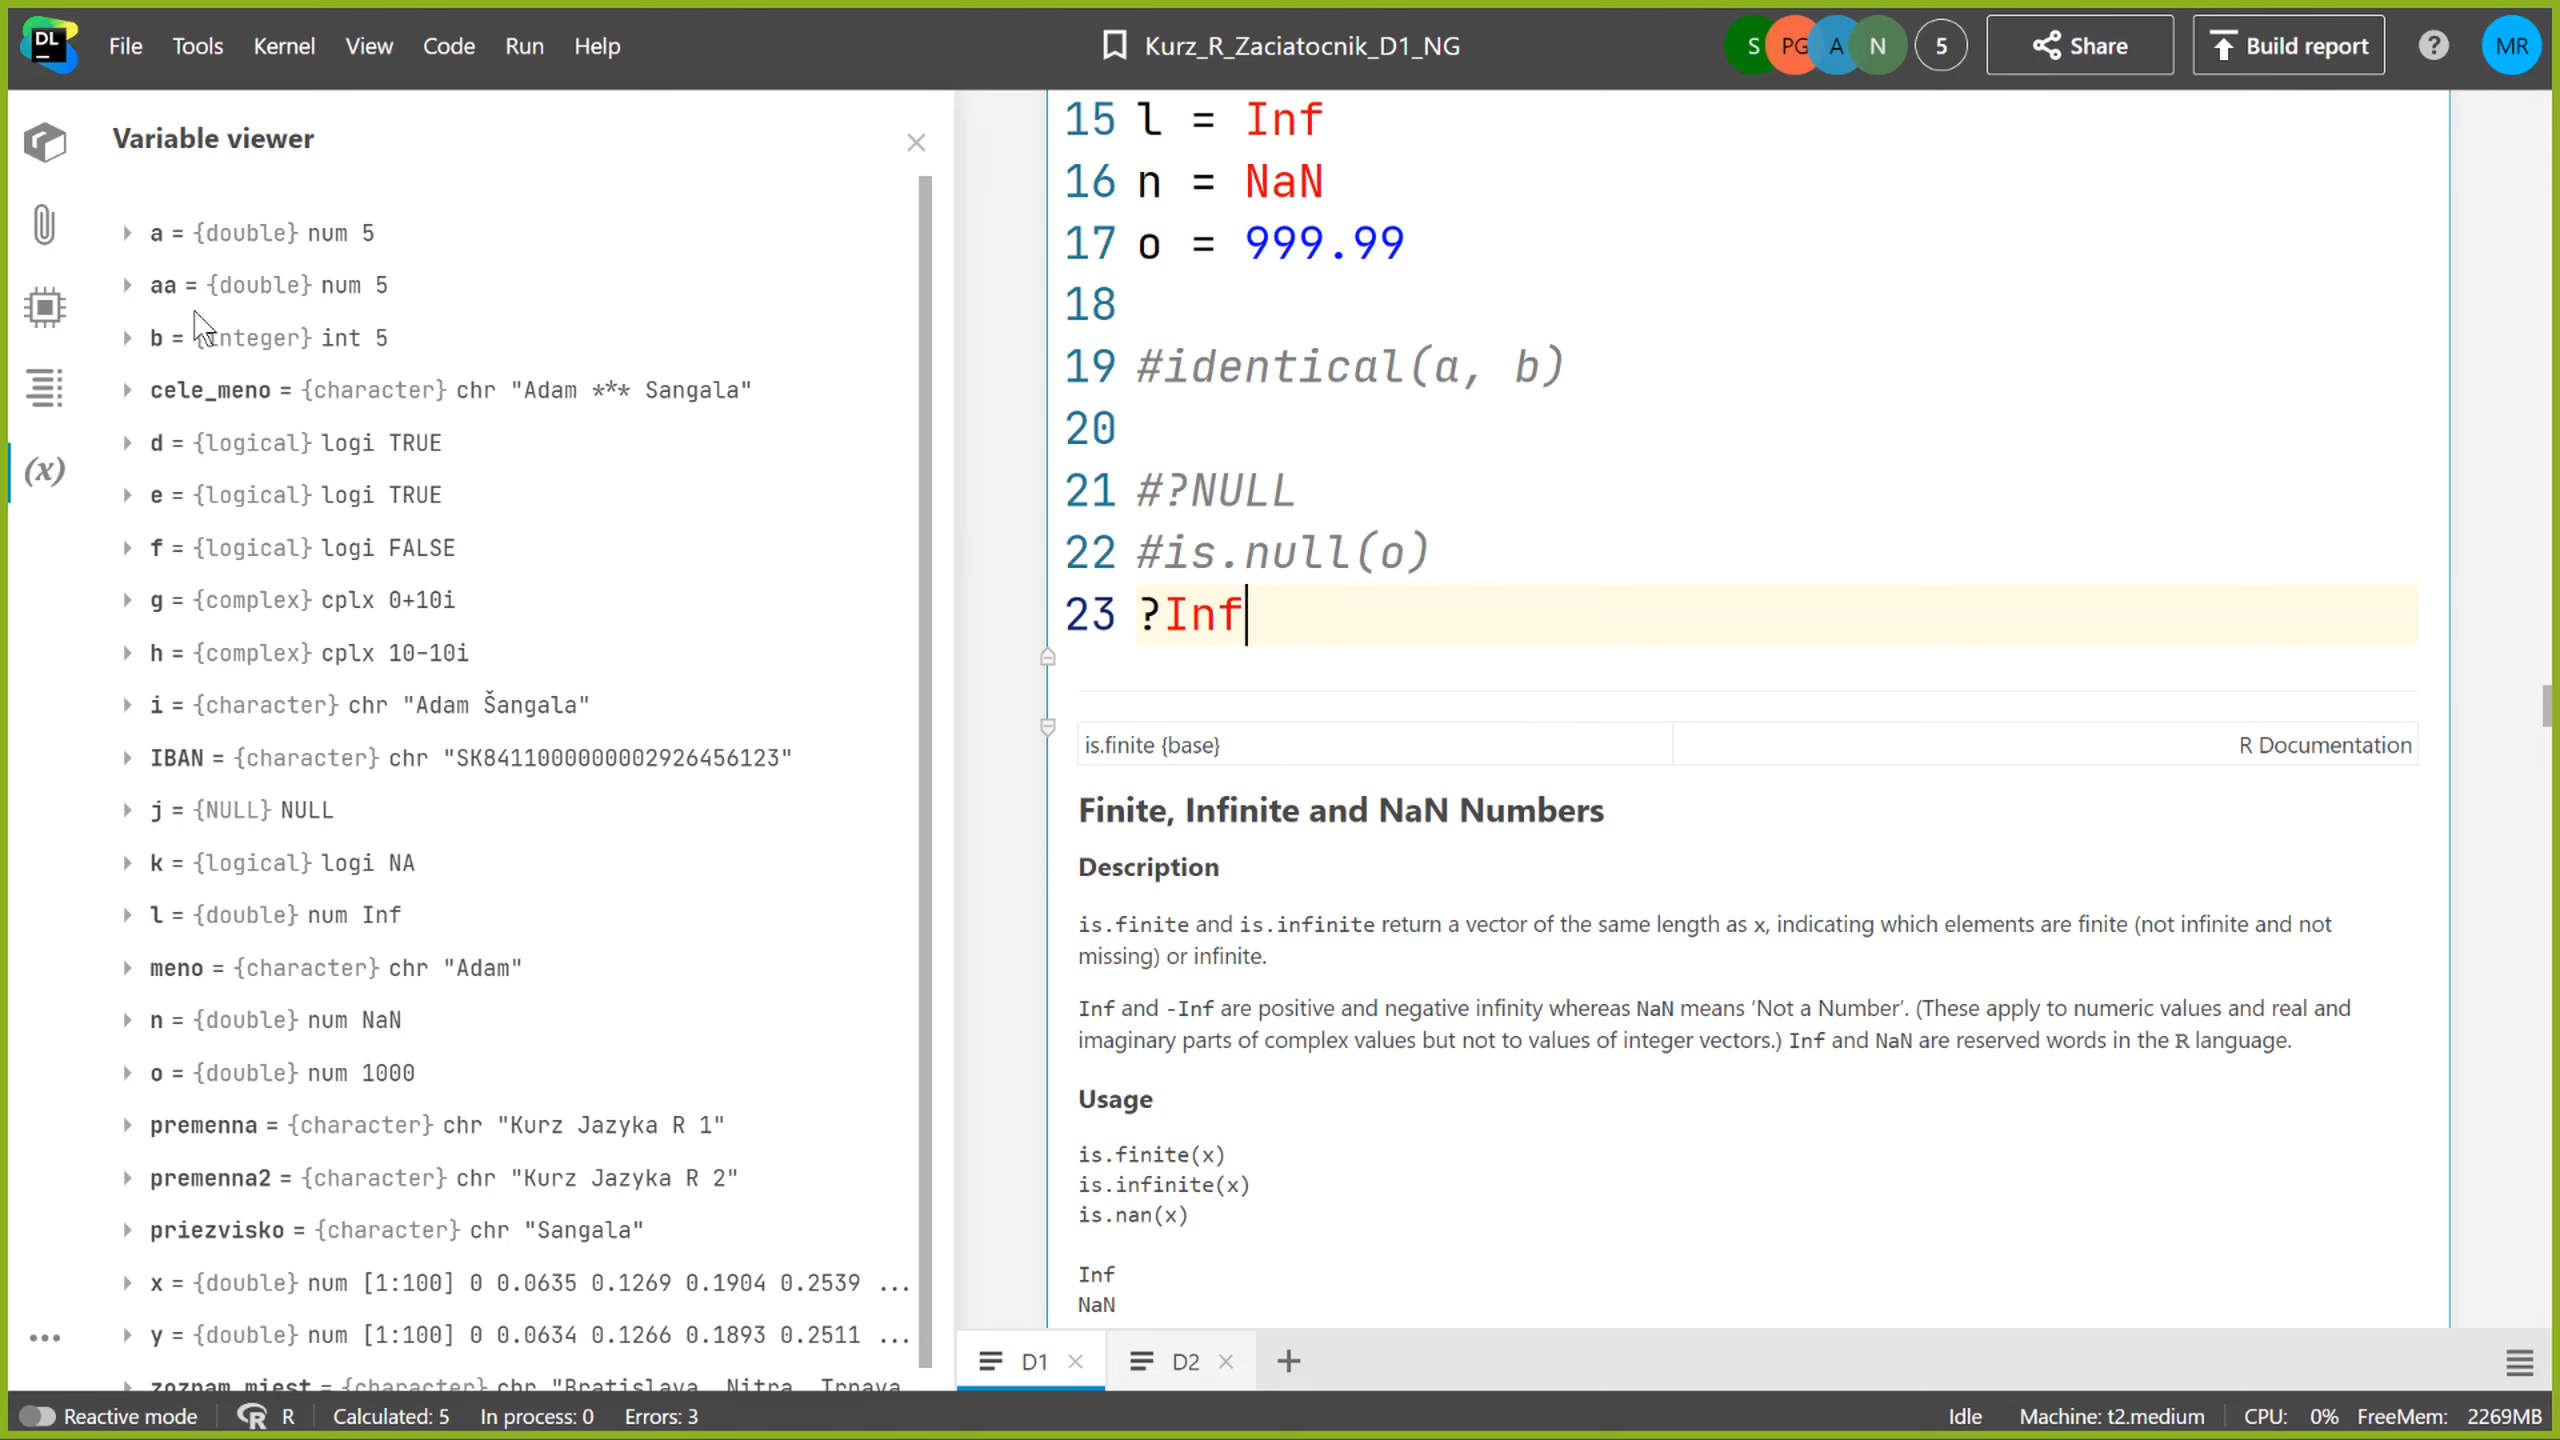 DL
File Tools Kernel View Code Run Help
Kurz_R_Zaciatocnik_D1_NG
S PG A N 5 Share Build report ? MR
Variable viewer
a = {double} num 5
aa = {double} num 5
b = {integer} int 5
cele_meno = {character} chr "Adam *** Sangala"
d = {logical} logi TRUE
e = {logical} logi TRUE
f = {logical} logi FALSE
g = {complex} cplx 0+10i
h = {complex} cplx 10-10i
i = {character} chr "Adam Šangala"
IBAN = {character} chr "SK8411000000002926456123"
j = {NULL} NULL
k = {logical} logi NA
l = {double} num Inf
meno = {character} chr "Adam"
n = {double} num NaN
o = {double} num 1000
premenna = {character} chr "Kurz Jazyka R 1"
premenna2 = {character} chr "Kurz Jazyka R 2"
priezvisko = {character} chr "Sangala"
x = {double} num [1:100] 0 0.0635 0.1269 0.1904 0.2539 ...
y = {double} num [1:100] 0 0.0634 0.1266 0.1893 0.2511 ...
zoznam_miest = {character} chr "Bratislava, Nitra, Trnava,
(x)
15 l = Inf
16 n = NaN
17 o = 999.99
18
19 #identical(a, b)
20
21 #?NULL
22 #is.null(o)
23 ?Inf
is.finite {base} R Documentation
Finite, Infinite and NaN Numbers
Description
is.finite and is.infinite return a vector of the same length as x, indicating which elements are finite (not infinite and not
missing) or infinite.
Inf and -Inf are positive and negative infinity whereas NaN means ‘Not a Number’. (These apply to numeric values and real and
imaginary parts of complex values but not to values of integer vectors.) Inf and NaN are reserved words in the R language.
Usage
is.finite(x)
is.infinite(x)
is.nan(x)
Inf
NaN
D1 D2
Reactive mode R Calculated: 5 In process: 0 Errors: 3 Idle Machine: t2.medium CPU: 0% FreeMem: 2269MB